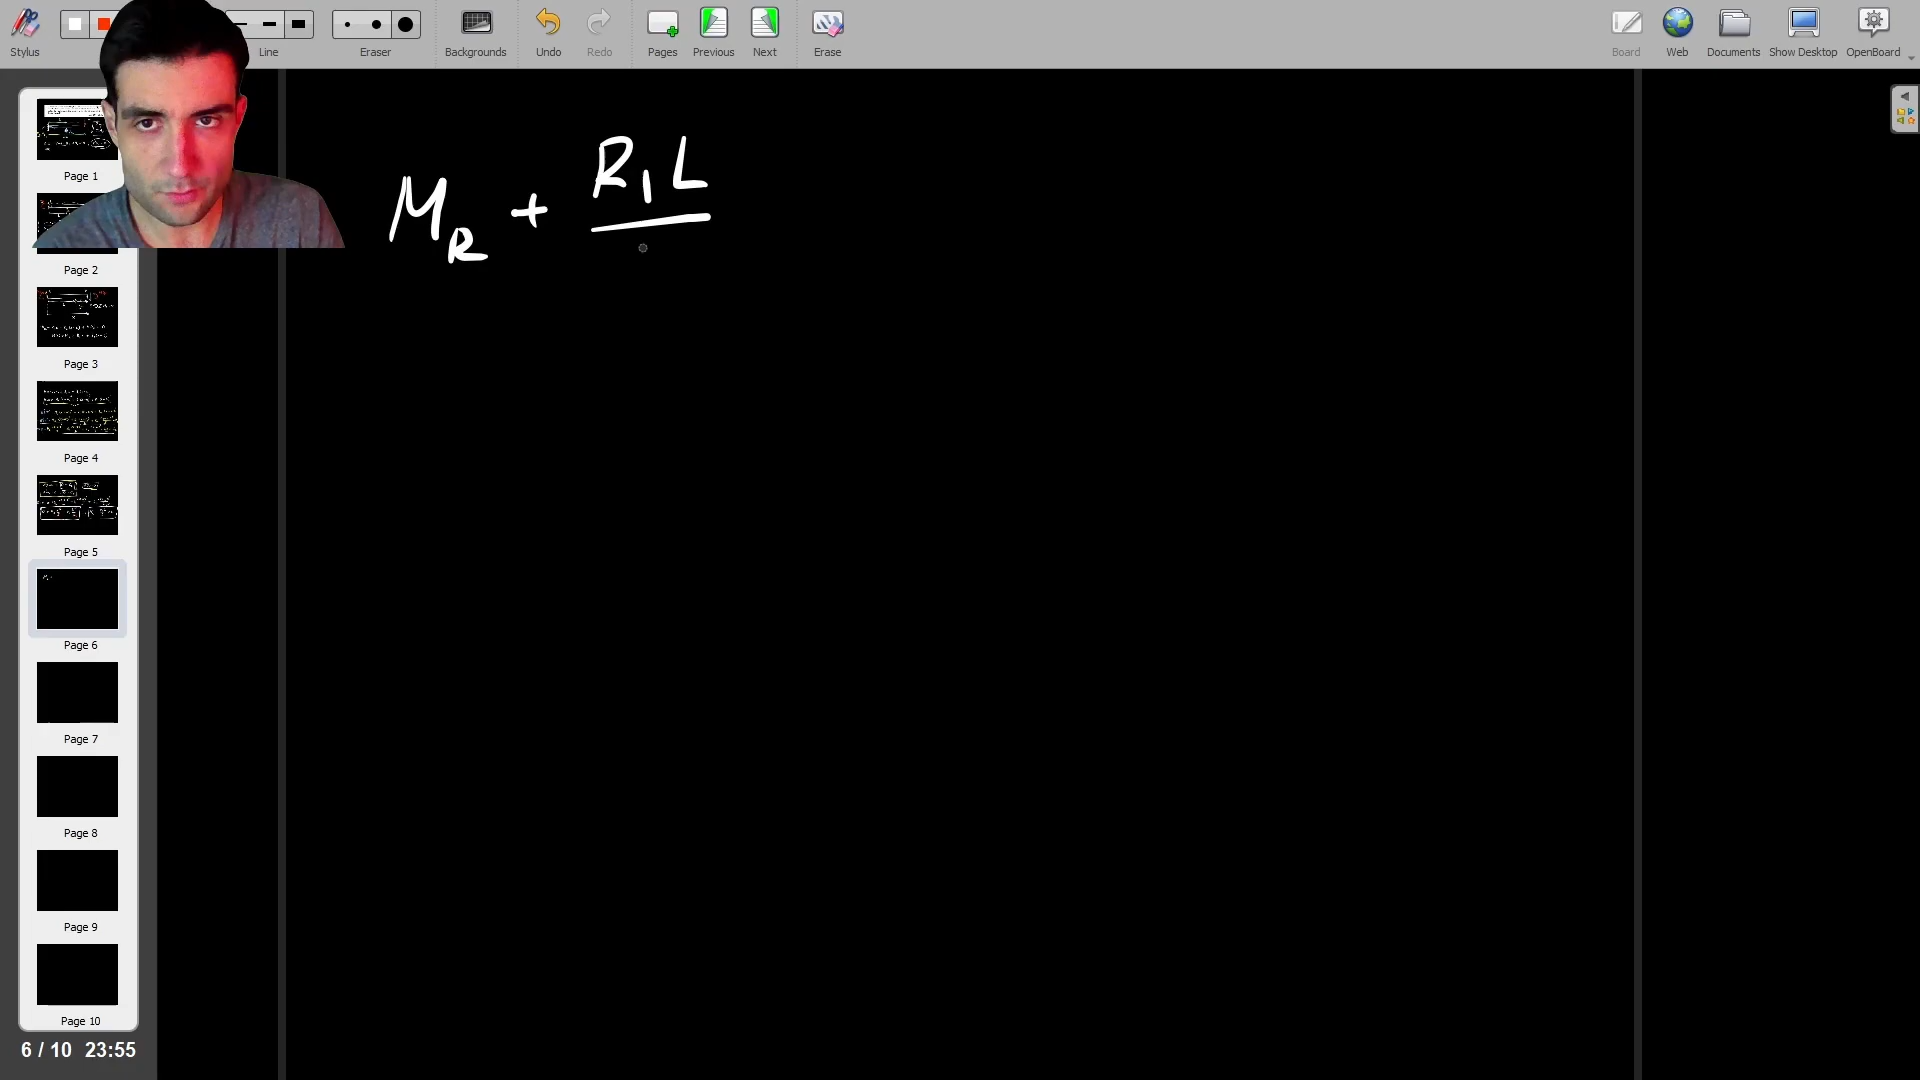 Stylus Line Eraser Backgrounds Undo Redo Pages Previous Next Erase Board Web Documents Show Desktop OpenBoard
M_R + R_1 L
Page 1
Page 2
Page 3
Page 4
Page 5
Page 6
Page 7
Page 8
Page 9
Page 10
6 / 10 23:55